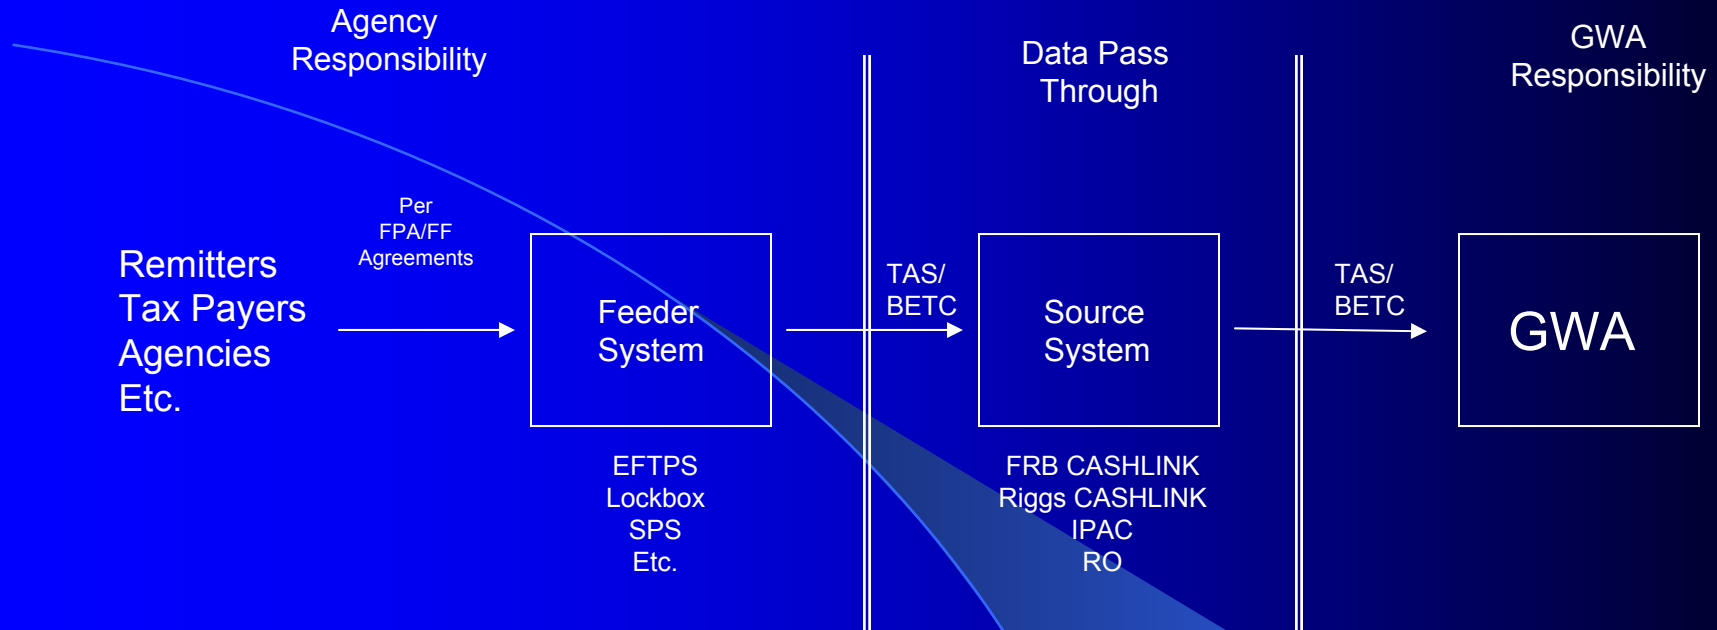 Agency
Responsibility
Data Pass
Through
GWA
Responsibility
Per
FPA/FF
Agreements
Remitters
Tax Payers
Agencies
Etc.
Feeder
System
TAS/
BETC
Source
System
TAS/
BETC
GWA
EFTPS
Lockbox
SPS
Etc.
FRB CASHLINK
Riggs CASHLINK
IPAC
RO